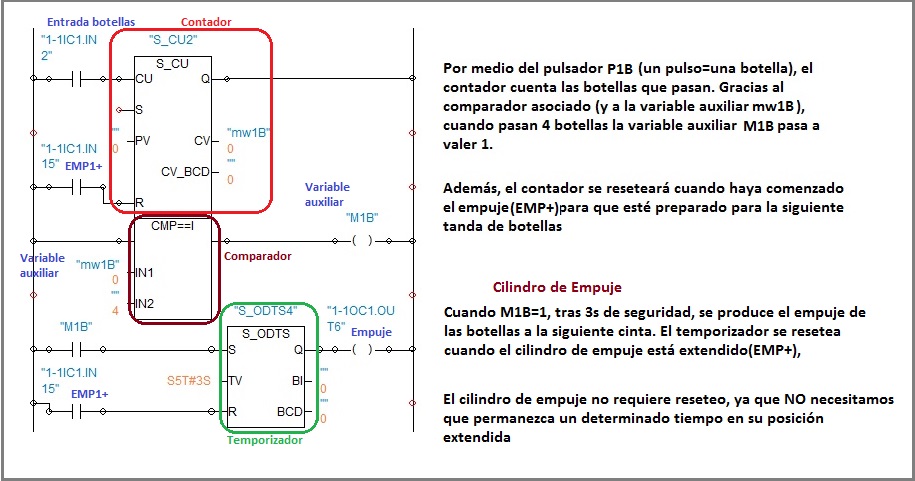 Entrada botellas
Contador
"1-1IC1.IN
2"
"S_CU2"
S_CU
CU
Q
S
""
PV
0
CV
"mw1B"
0
"1-1IC1.IN
15"
EMP1+
CV_BCD
""
0
R
Variable
auxiliar
"M1B"
CMP==I
( )
Comparador
Variable
auxiliar
"mw1B"
0
IN1
""
4
IN2
"M1B"
"S_ODTS4"
S_ODTS
"1-1OC1.OU
T6"
Empuje
S
Q
( )
S5T#3S
TV
BI
""
0
"1-1IC1.IN
15"
EMP1+
R
BCD
""
0
Temporizador
Por medio del pulsador P1B (un pulso=una botella), el
contador cuenta las botellas que pasan. Gracias al
comparador asociado (y a la variable auxiliar mw1B),
cuando pasan 4 botellas la variable auxiliar M1B pasa a
valer 1.
Además, el contador se reseteará cuando haya comenzado
el empuje(EMP+)para que esté preparado para la siguiente
tanda de botellas
Cilindro de Empuje
Cuando M1B=1, tras 3s de seguridad, se produce el empuje de
las botellas a la siguiente cinta. El temporizador se resetea
cuando el cilindro de empuje está extendido(EMP+),
El cilindro de empuje no requiere reseteo, ya que NO necesitamos
que permanezca un determinado tiempo en su posición
extendida